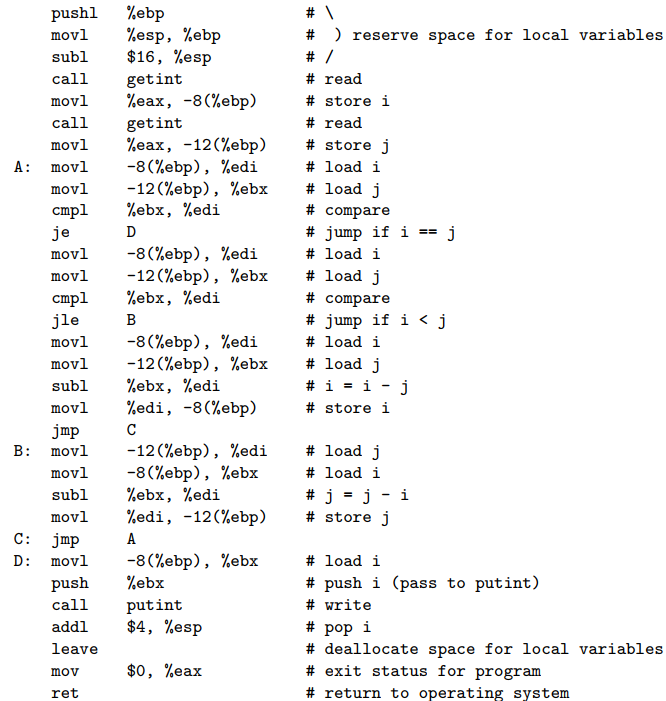 pushl %ebp # \
movl %esp, %ebp # ) reserve space for local variables
subl $16, %esp # /
call getint # read
movl %eax, -8(%ebp) # store i
call getint # read
movl %eax, -12(%ebp) # store j
A: movl -8(%ebp), %edi # load i
movl -12(%ebp), %ebx # load j
cmpl %ebx, %edi # compare
je D # jump if i == j
movl -8(%ebp), %edi # load i
movl -12(%ebp), %ebx # load j
cmpl %ebx, %edi # compare
jle B # jump if i < j
movl -8(%ebp), %edi # load i
movl -12(%ebp), %ebx # load j
subl %ebx, %edi # i = i - j
movl %edi, -8(%ebp) # store i
jmp C
B: movl -12(%ebp), %edi # load j
movl -8(%ebp), %ebx # load i
subl %ebx, %edi # j = j - i
movl %edi, -12(%ebp) # store j
C: jmp A
D: movl -8(%ebp), %ebx # load i
push %ebx # push i (pass to putint)
call putint # write
addl $4, %esp # pop i
leave # deallocate space for local variables
mov $0, %eax # exit status for program
ret # return to operating system